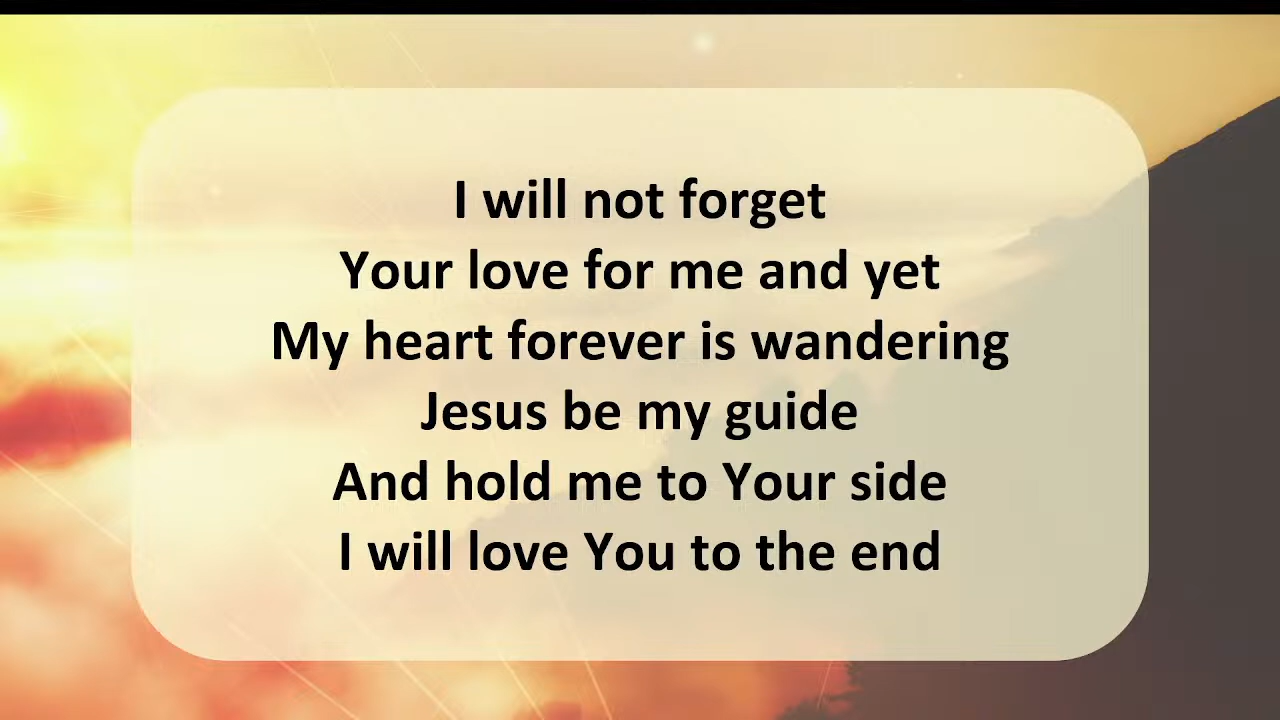 I will not forget
Your love for me and yet
My heart forever is wandering
Jesus be my guide
And hold me to Your side
I will love You to the end